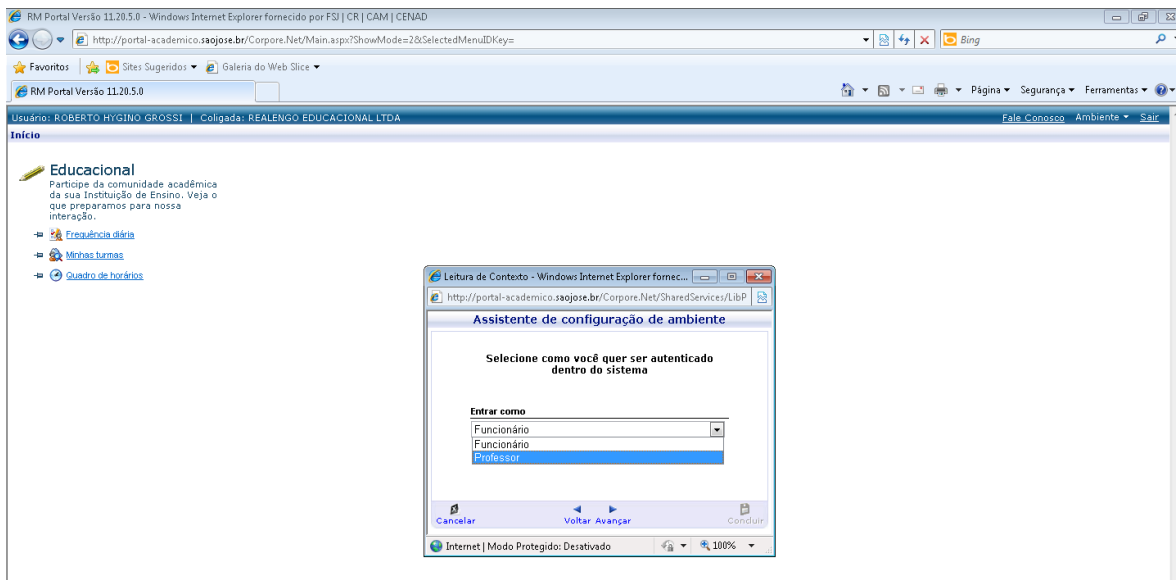 RM Portal Versão 11.20.5.0 - Windows Internet Explorer fornecido por FSJ | CR | CAM | CENAD
http://portal-academico.saojose.br/Corpore.Net/Main.aspx?ShowMode=2&SelectedMenuIDKey=
Bing
Favoritos Sites Sugeridos Galeria do Web Slice
RM Portal Versão 11.20.5.0
Página Segurança Ferramentas
Usuário: ROBERTO HYGINO GROSSI | Coligada: REALENGO EDUCACIONAL LTDA
Fale Conosco Ambiente Sair
Início
Educacional
Participe da comunidade acadêmica
da sua Instituição de Ensino. Veja o
que preparamos para nossa
interação.
Frequência diária
Minhas turmas
Quadro de horários
Leitura de Contexto - Windows Internet Explorer fornec...
http://portal-academico.saojose.br/Corpore.Net/SharedServices/LibP
Assistente de configuração de ambiente
Selecione como você quer ser autenticado
dentro do sistema
Entrar como
Funcionário
Funcionário
Professor
Cancelar Voltar Avançar Concluir
Internet | Modo Protegido: Desativado 100%